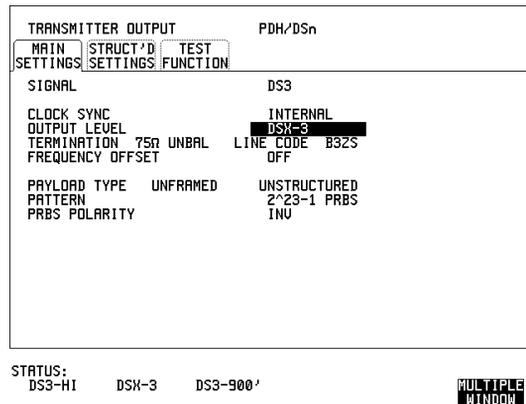 TRANSMITTER OUTPUT PDH/DSn
MAIN SETTINGS STRUCT'D SETTINGS TEST FUNCTION
SIGNAL DS3
CLOCK SYNC INTERNAL
OUTPUT LEVEL DSX-3
TERMINATION 75Ω UNBAL LINE CODE B3ZS
FREQUENCY OFFSET OFF
PAYLOAD TYPE UNFRAMED UNSTRUCTURED
PATTERN 2^23-1 PRBS
PRBS POLARITY INV
STATUS:
DS3-HI DSX-3 DS3-900'
MULTIPLE
WINDOW